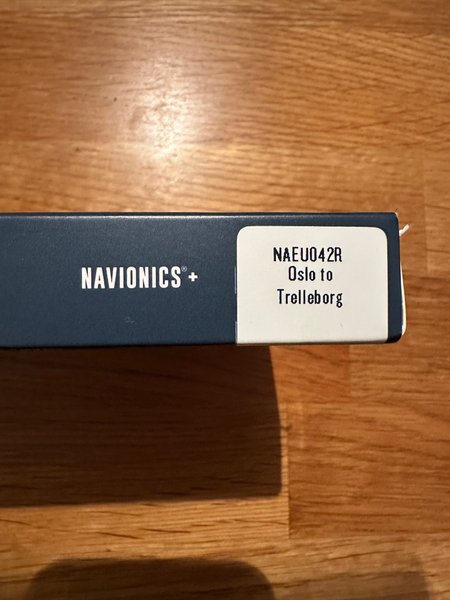 NAVIONICS®+
NAEU042R
Oslo to
Trelleborg